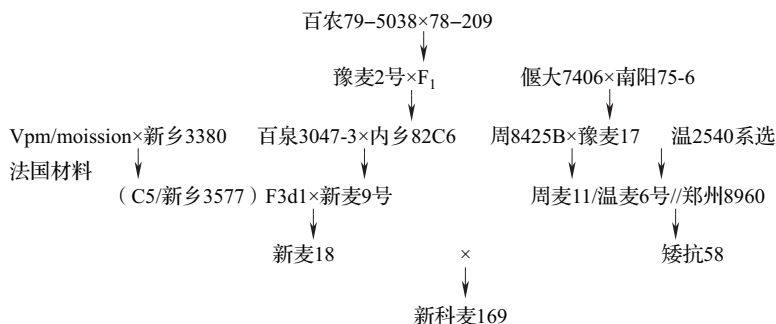 百农79-5038×78-209
豫麦2号×F₁ 偃大7406×南阳75-6
Vpm/moission×新乡3380 百泉3047-3×内乡82C6 周8425B×豫麦17 温2540系选
法国材料
（C5/新乡3577）F3d1×新麦9号 周麦11/温麦6号//郑州8960
新麦18 × 矮抗58
新科麦169